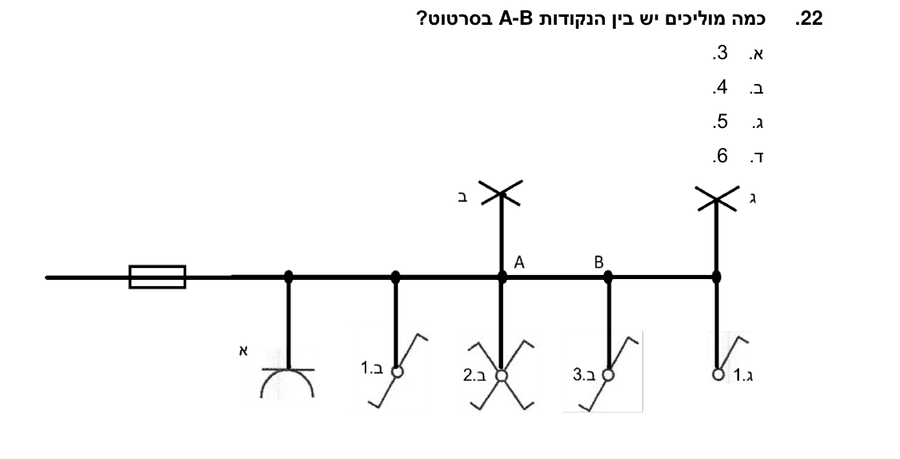 22. כמה מוליכים יש בין הנקודות A-B בסרטוט?
א. 3.
ב. 4.
ג. 5.
ד. 6.
ב
ג
A
B
א
ב.1
ב.2
ב.3
ג.1